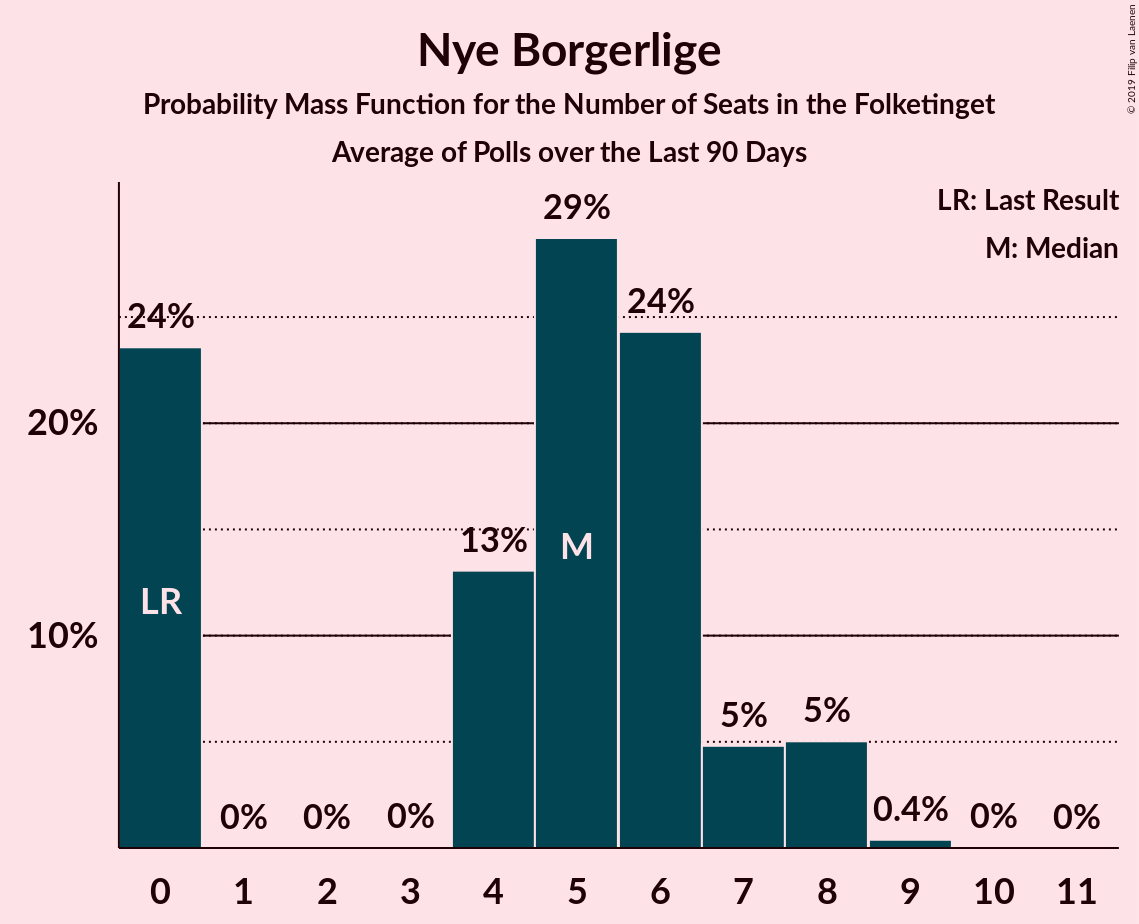 Nye Borgerlige
Probability Mass Function for the Number of Seats in the Folketinget
Average of Polls over the Last 90 Days
© 2019 Filip van Laenen
LR: Last Result
M: Median
29%
24%
24%
20%
13%
M
LR
10%
5%
5%
0%
0%
0%
0.4%
0%
0%
0 1 2 3 4 5 6 7 8 9 10 11